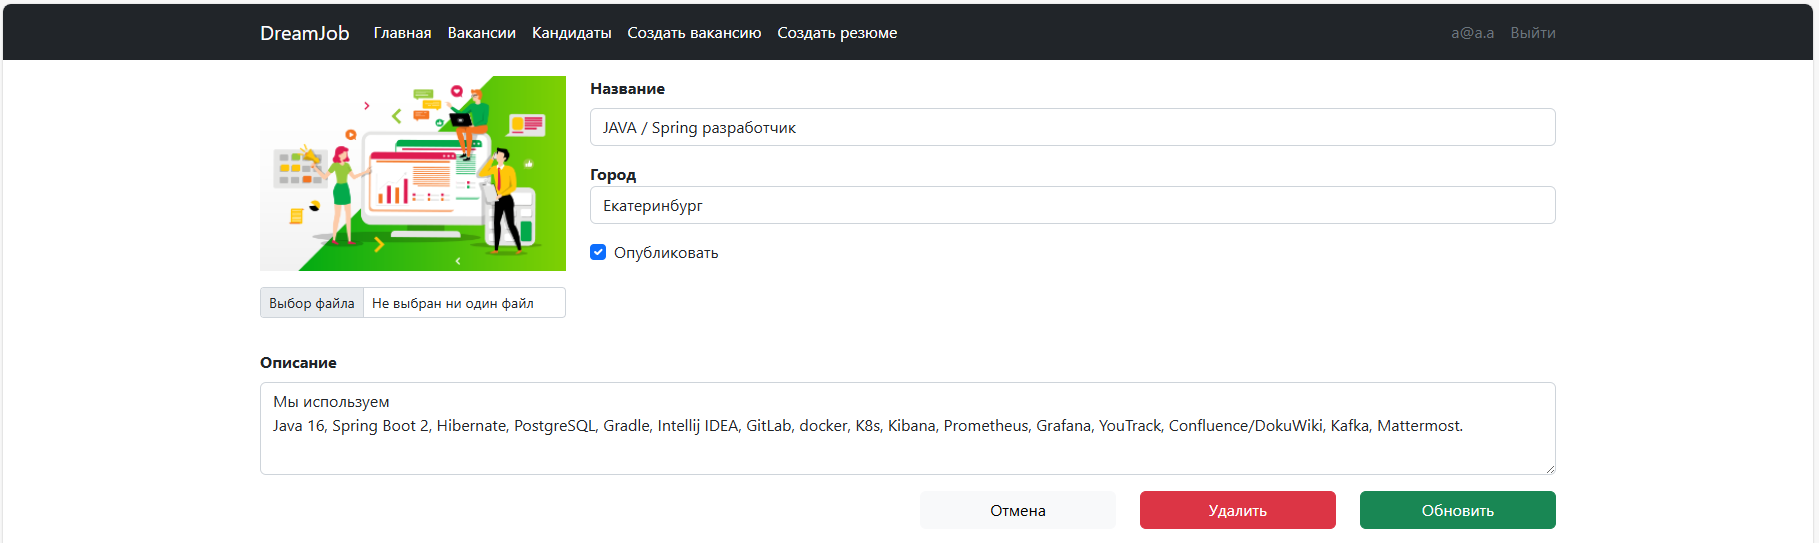 DreamJob Главная Вакансии Кандидаты Создать вакансию Создать резюме a@a.a Выйти
Название
JAVA / Spring разработчик
Город
Екатеринбург
Опубликовать
Выбор файла Не выбран ни один файл
Описание
Мы используем
Java 16, Spring Boot 2, Hibernate, PostgreSQL, Gradle, Intellij IDEA, GitLab, docker, K8s, Kibana, Prometheus, Grafana, YouTrack, Confluence/DokuWiki, Kafka, Mattermost.
Отмена Удалить Обновить